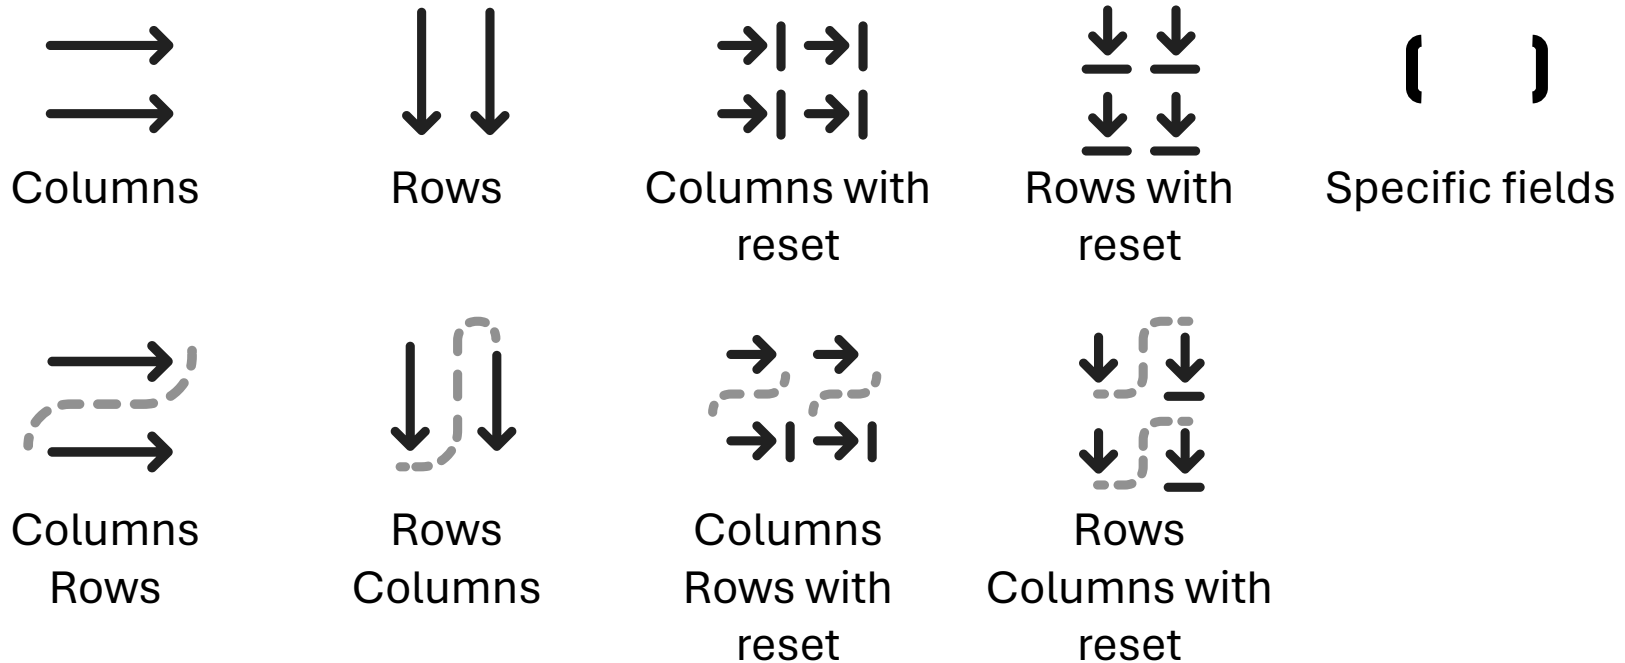 Columns
Rows
Columns with
reset
Rows with
reset
Specific fields
Columns
Rows
Rows
Columns
Columns
Rows with
reset
Rows
Columns with
reset